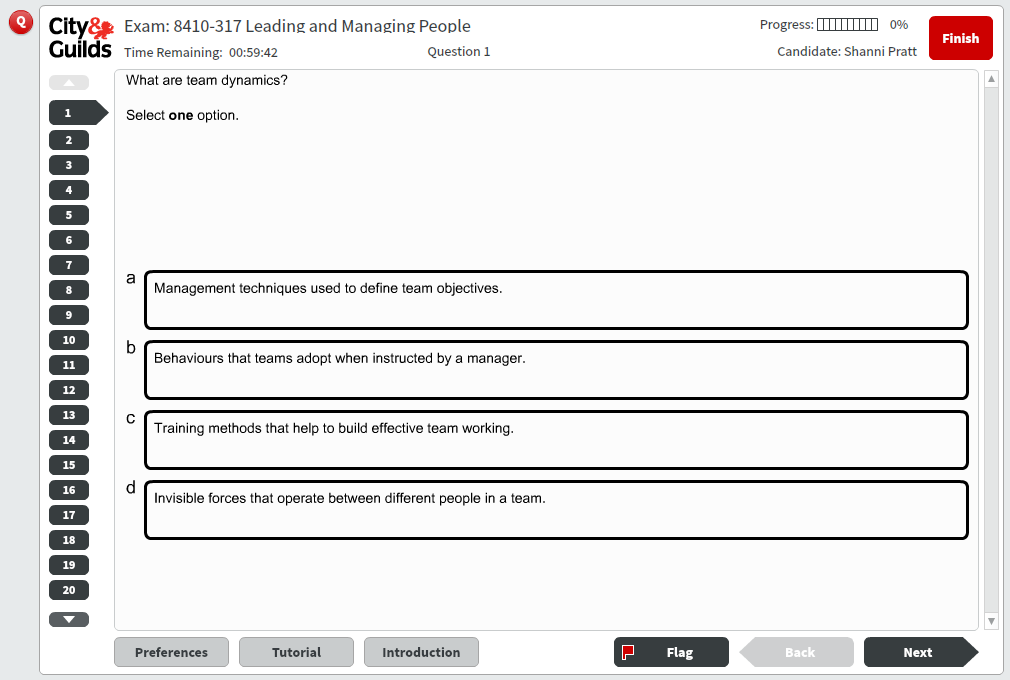 Q
City&
Guilds
Exam: 8410-317 Leading and Managing People
Time Remaining: 00:59:42
Question 1
Progress: 0%
Candidate: Shanni Pratt
Finish
What are team dynamics?
Select one option.
1
2
3
4
5
6
7
8
9
10
11
12
13
14
15
16
17
18
19
20
a Management techniques used to define team objectives.
b Behaviours that teams adopt when instructed by a manager.
c Training methods that help to build effective team working.
d Invisible forces that operate between different people in a team.
Preferences
Tutorial
Introduction
Flag
Back
Next